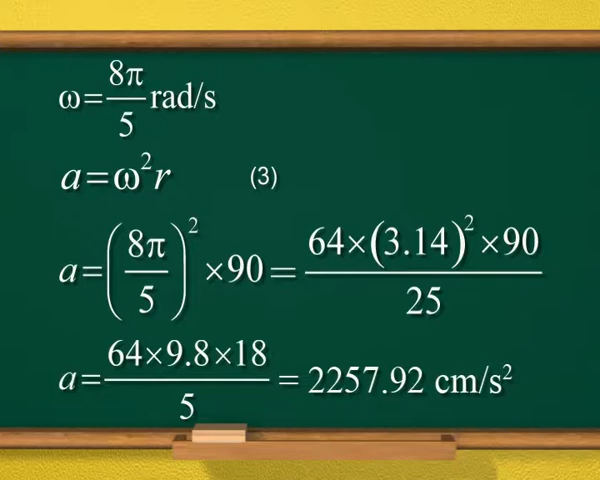 ω=8π/5 rad/s
a=ω²r (3)
a=(8π/5)²×90=64×(3.14)²×90/25
a=64×9.8×18/5 = 2257.92 cm/s²